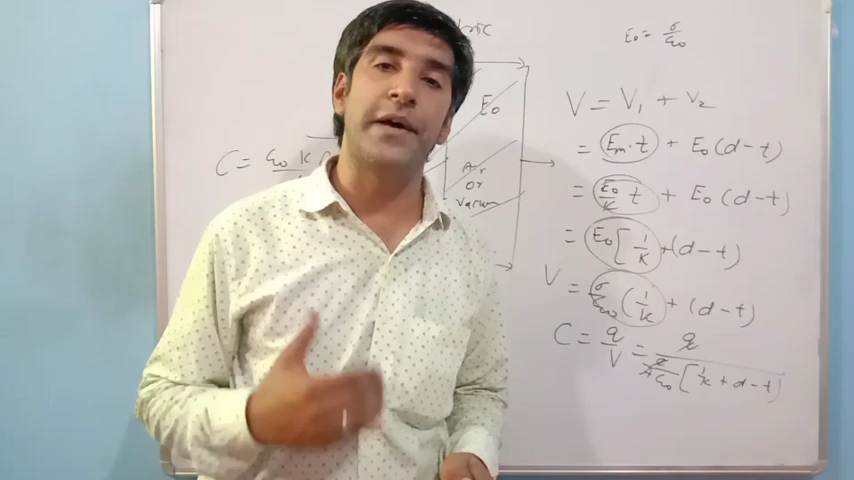 E₀ = σ/ε₀
E₀
Air
or
Vacuum
C = ε₀ K
V = V₁ + V₂
= Em · t + E₀ (d - t)
= E₀/K t + E₀ (d - t)
= E₀ [ 1/K + (d - t)
V = σ/ε₀ ( 1/K + (d - t)
C = q/V = q/(q/Aε₀ [ 1/K + d - t)